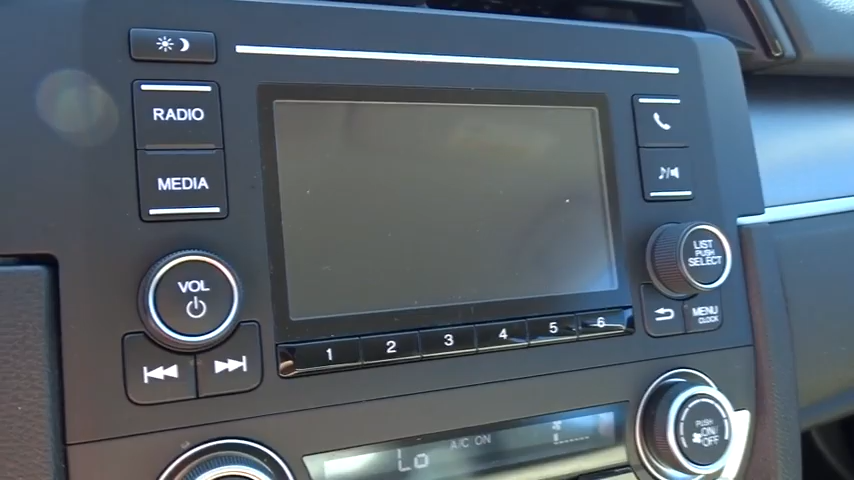 RADIO
MEDIA
VOL
LIST
PUSH
SELECT
MENU
CLOCK
1 2 3 4 5 6
A/C ON
Lo
PUSH
ON
OFF